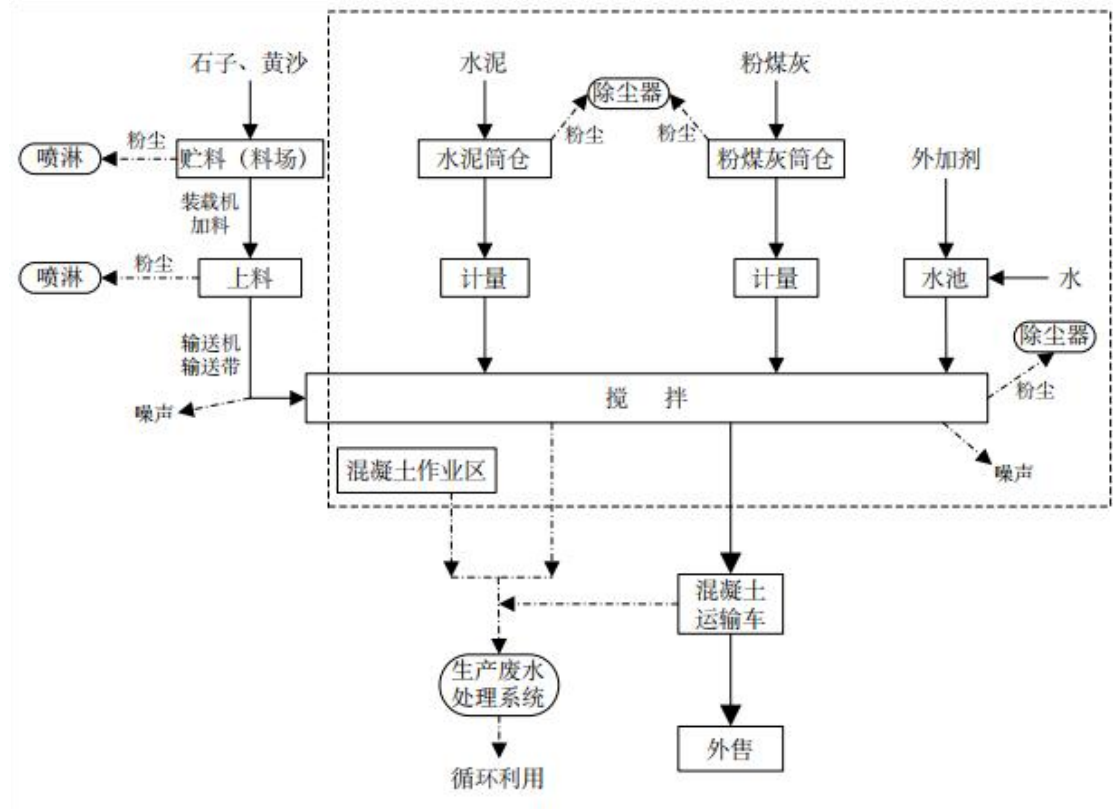 石子、黄沙
水泥
粉煤灰
除尘器
粉尘
粉尘
粉尘
喷淋
贮料（料场）
水泥筒仓
粉煤灰筒仓
外加剂
装载机
加料
粉尘
喷淋
上料
计量
计量
水池
水
输送机
输送带
除尘器
粉尘
搅 拌
噪声
噪声
混凝土作业区
混凝土
运输车
生产废水
处理系统
外售
循环利用